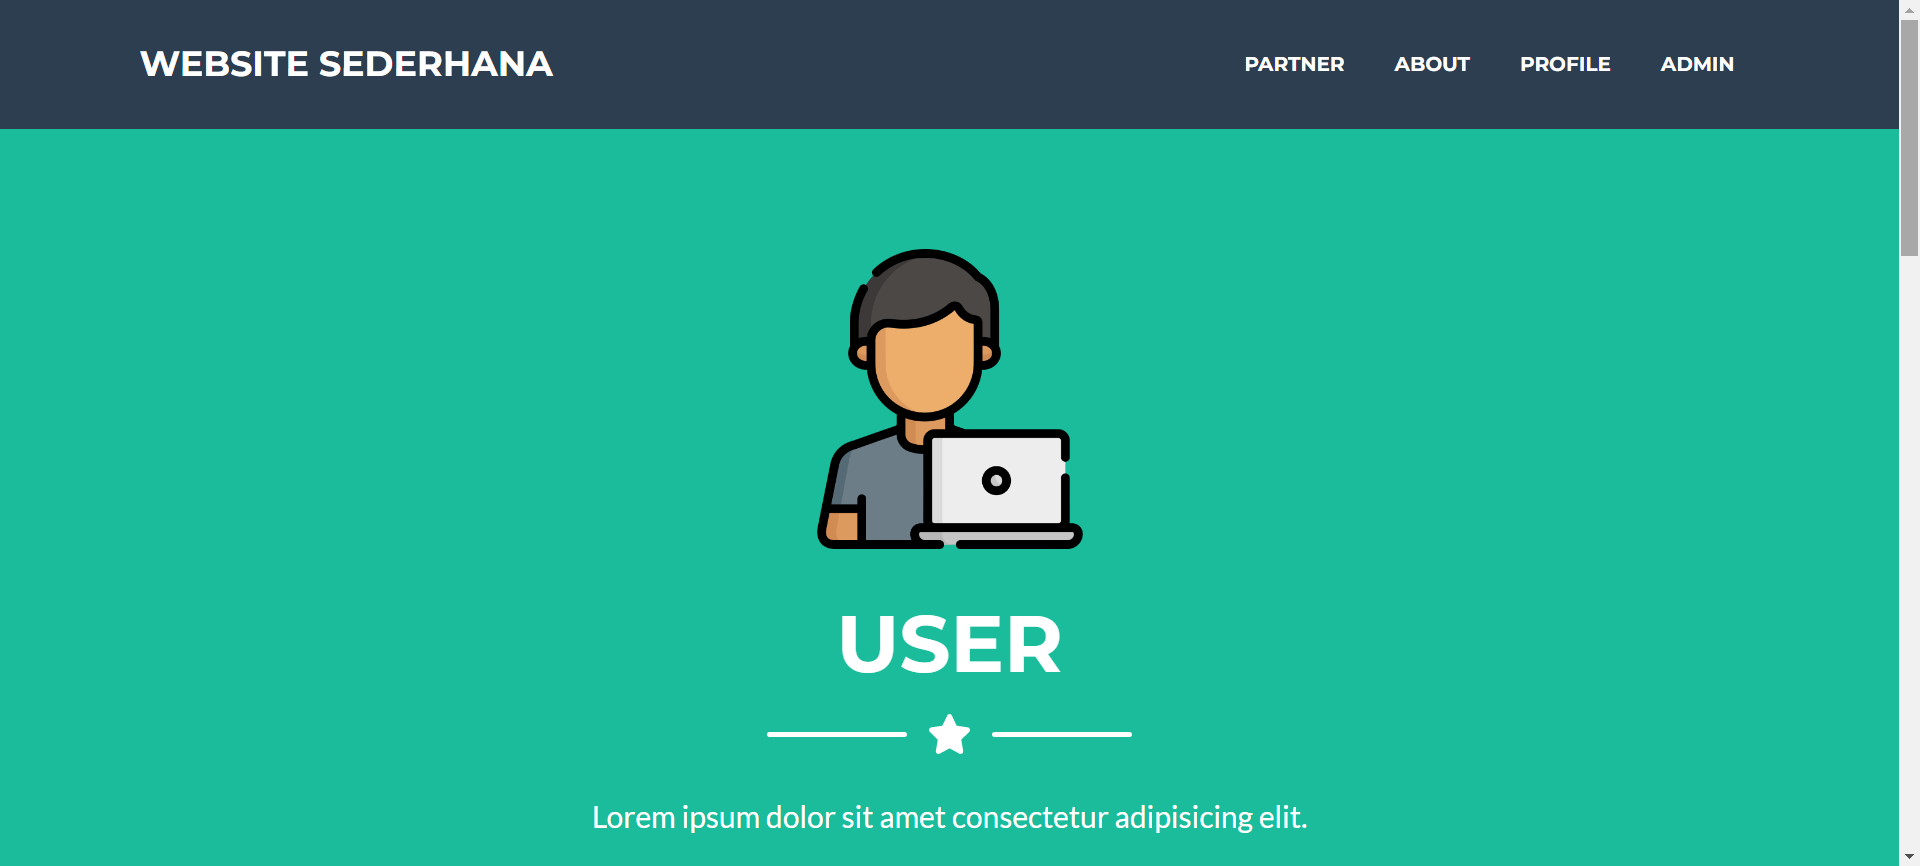 WEBSITE SEDERHANA
PARTNER ABOUT PROFILE ADMIN
USER
Lorem ipsum dolor sit amet consectetur adipisicing elit.